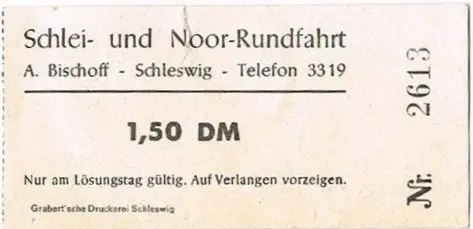 Schlei- und Noor-Rundfahrt
A. Bischoff - Schleswig - Telefon 3319
1,50 DM
Nur am Lösungstag gültig. Auf Verlangen vorzeigen.
Grabert'sche Druckerei Schleswig
Nr. 2613